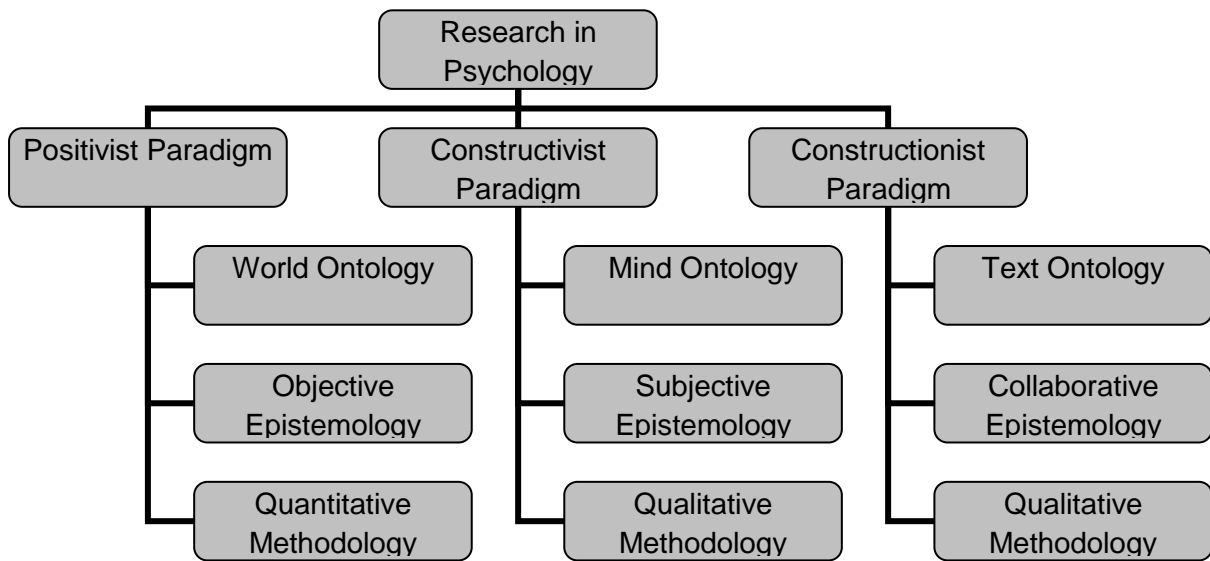 Research in
Psychology
Positivist Paradigm
Constructivist
Paradigm
Constructionist
Paradigm
World Ontology
Mind Ontology
Text Ontology
Objective
Epistemology
Subjective
Epistemology
Collaborative
Epistemology
Quantitative
Methodology
Qualitative
Methodology
Qualitative
Methodology